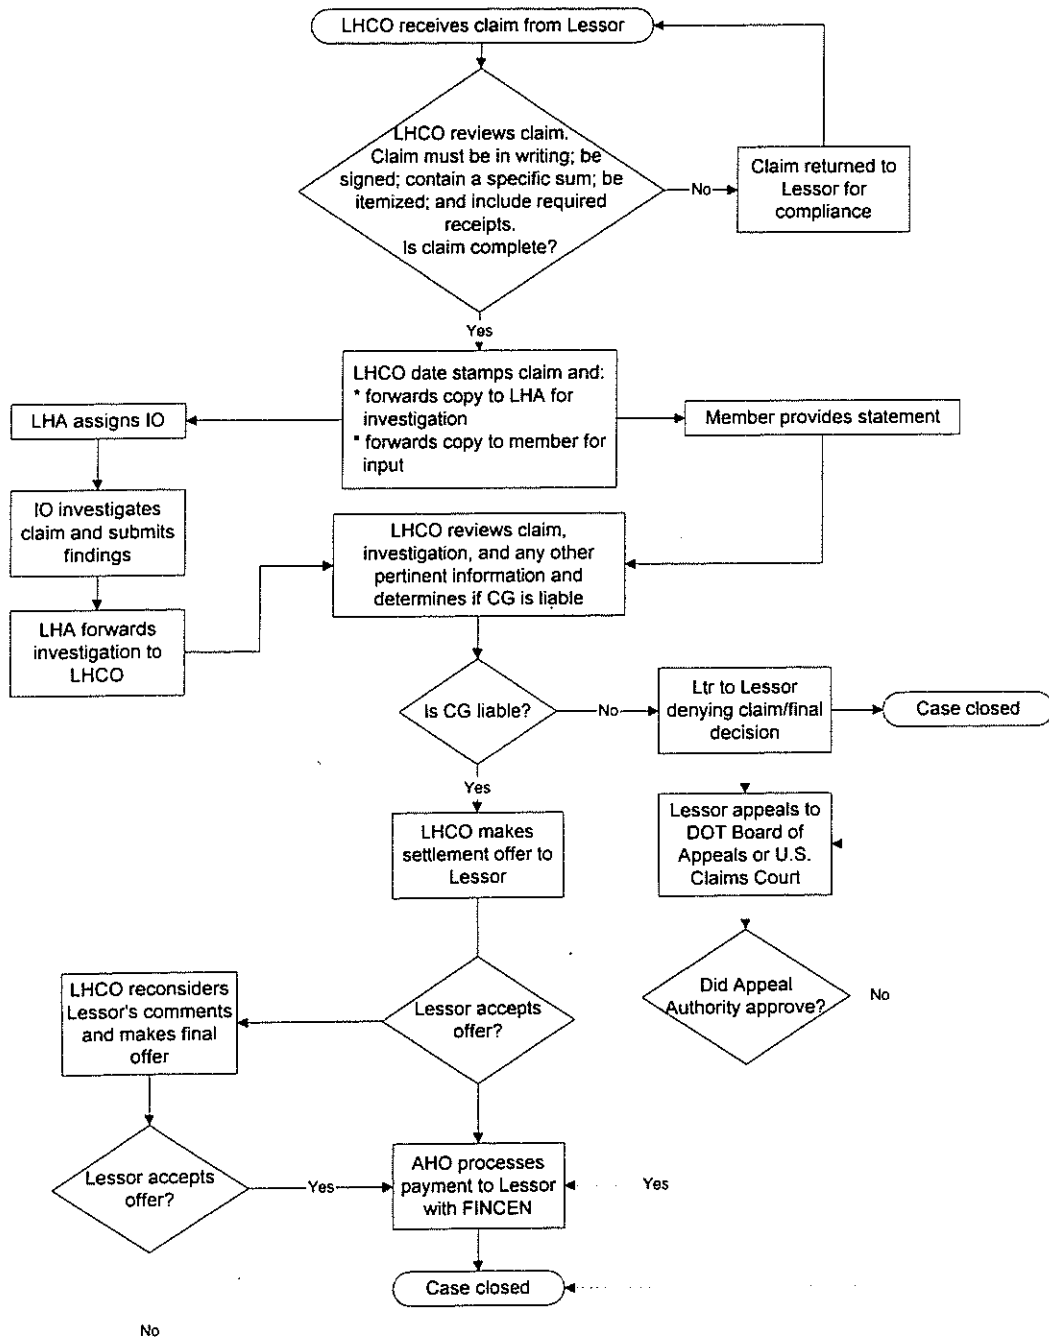 LHCO receives claim from Lessor
LHCO reviews claim.
Claim must be in writing; be
signed; contain a specific sum; be
itemized; and include required
receipts.
Is claim complete?
No
Claim returned to
Lessor for
compliance
Yes
LHCO date stamps claim and:
* forwards copy to LHA for
investigation
* forwards copy to member for
input
LHA assigns IO
Member provides statement
IO investigates
claim and submits
findings
LHA forwards
investigation to
LHCO
LHCO reviews claim,
investigation, and any other
pertinent information and
determines if CG is liable
Is CG liable?
No
Ltr to Lessor
denying claim/final
decision
Case closed
Yes
LHCO makes
settlement offer to
Lessor
Lessor appeals to
DOT Board of
Appeals or U.S.
Claims Court
Did Appeal
Authority approve?
No
Lessor accepts
offer?
LHCO reconsiders
Lessor's comments
and makes final
offer
Lessor accepts
offer?
Yes
AHO processes
payment to Lessor
with FINCEN
Yes
Case closed
No